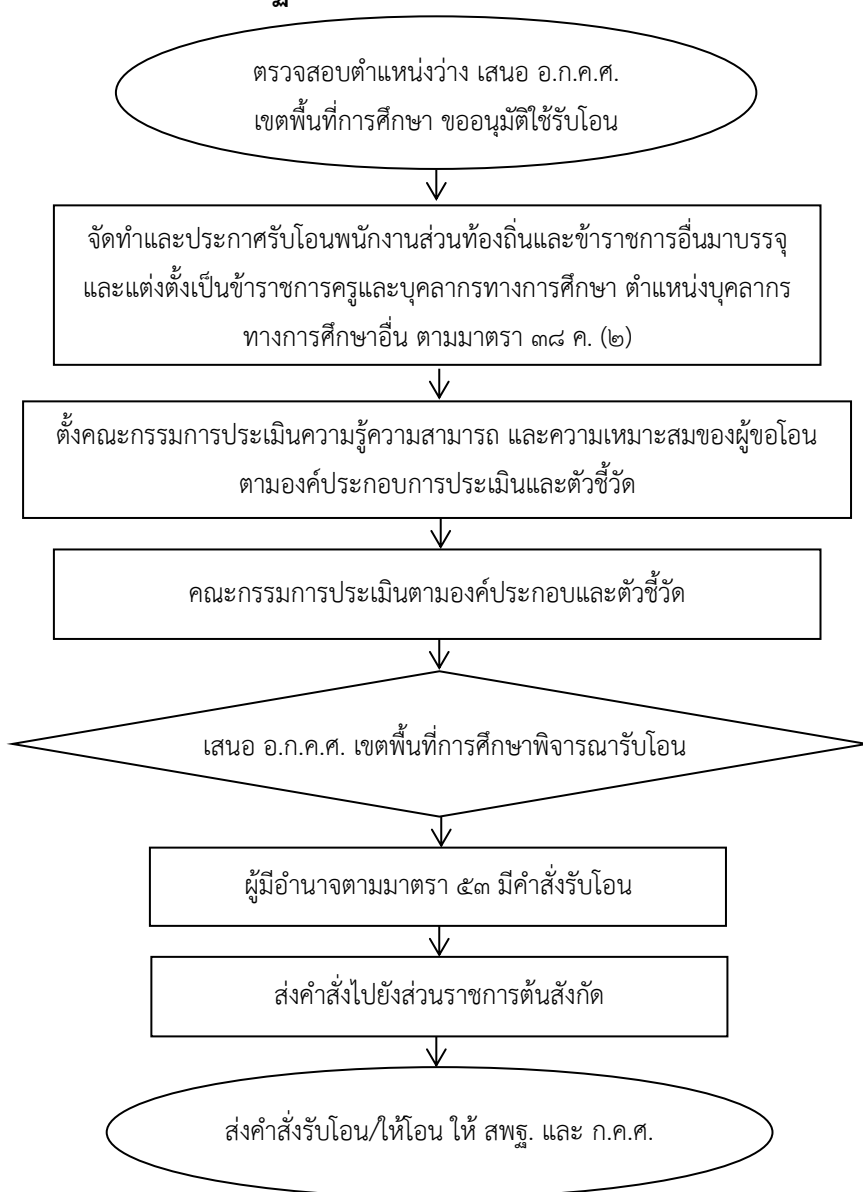 ตรวจสอบตำแหน่งว่าง เสนอ อ.ก.ค.ศ.
เขตพื้นที่การศึกษา ขออนุมัติใช้รับโอน
จัดทำและประกาศรับโอนพนักงานส่วนท้องถิ่นและข้าราชการอื่นมาบรรจุ
และแต่งตั้งเป็นข้าราชการครูและบุคลากรทางการศึกษา ตำแหน่งบุคลากร
ทางการศึกษาอื่น ตามมาตรา ๓๘ ค. (๒)
ตั้งคณะกรรมการประเมินความรู้ความสามารถ และความเหมาะสมของผู้ขอโอน
ตามองค์ประกอบการประเมินและตัวชี้วัด
คณะกรรมการประเมินตามองค์ประกอบและตัวชี้วัด
เสนอ อ.ก.ค.ศ. เขตพื้นที่การศึกษาพิจารณารับโอน
ผู้มีอำนาจตามมาตรา ๕๓ มีคำสั่งรับโอน
ส่งคำสั่งไปยังส่วนราชการต้นสังกัด
ส่งคำสั่งรับโอน/ให้โอน ให้ สพฐ. และ ก.ค.ศ.